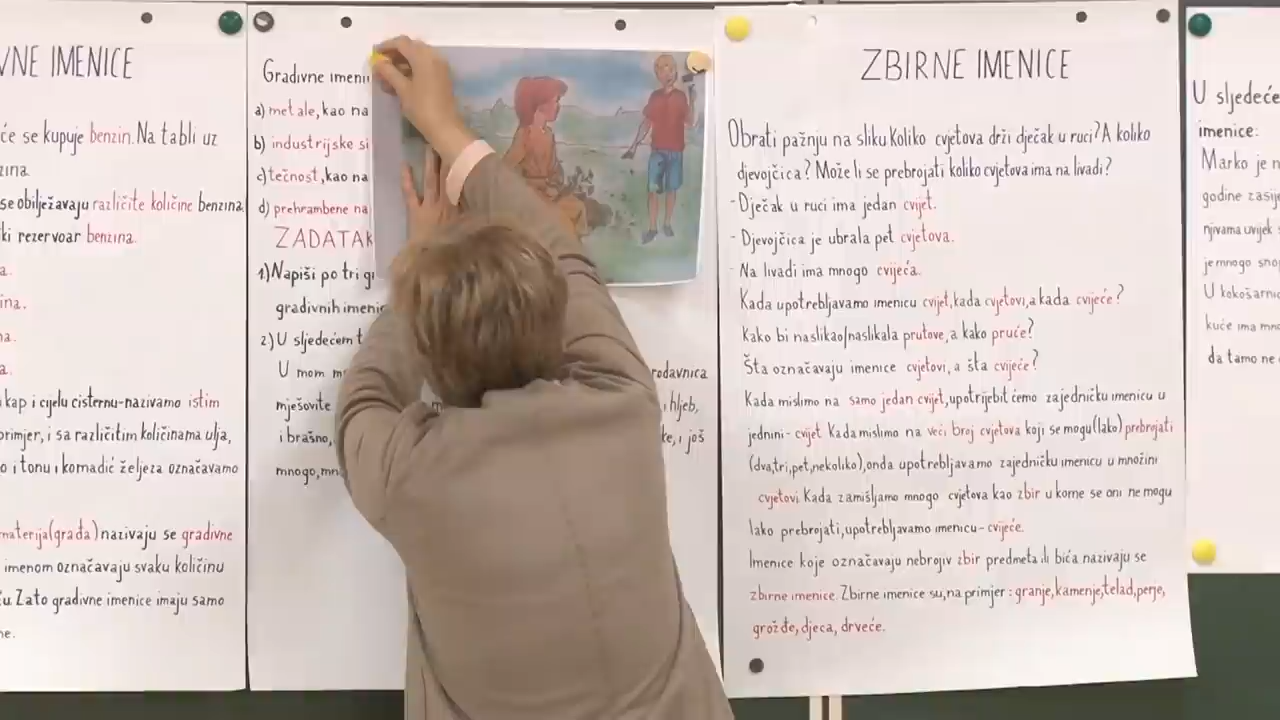 VNE IMENICE
će se kupuje benzin. Na tabli uz
zina.
se obilježavaju različite količine benzina
ki rezervoar benzina.
a.
ina.
na.
a.
kap i cijelu cisternu-nazivamo istim
primjer, i sa različitim količinama ulja,
o i tonu i komadić željeza označavamo
materija(građa) nazivaju se gradivne
imenom označavaju svaku količinu
u. Zato gradivne imenice imaju samo
ne.
Gradivne imeni
a) metale, kao na
b) industrijske si
c) tečnost, kao na
d) prehrambene na
ZADATAK
1) Napiši po tri gr
gradivnih imenic
2) U sljedećem t
U mom m rodavnica
mješovite m i hljeb,
i brašno, ke, i još
mnogo, mn
ZBIRNE IMENICE
Obrati pažnju na sliku Koliko cvjetova drži dječak u ruci? A koliko
djevojčica? Može li se prebrojati koliko cvjetova ima na livadi?
- Dječak u ruci ima jedan cvijet.
- Djevojčica je ubrala pet cvjetova.
- Na livadi ima mnogo cvijeća.
Kada upotrebljavamo imenicu cvijet, kada cvjetovi, a kada cvijeće?
Kako bi naslikao/naslikala prutove, a kako pruće?
Šta označavaju imenice cvjetovi, a šta cvijeće?
Kada mislimo na samo jedan cvijet, upotrijebit ćemo zajedničku imenicu u
jednini- cvijet Kada mislimo na veći broj cvjetova koji se mogu(lako) prebrojati
(dva, tri, pet, nekoliko), onda upotrebljavamo zajedničku imenicu u množini
cvjetovi Kada zamišljamo mnogo cvjetova kao zbir u kome se oni ne mogu
lako prebrojati, upotrebljavamo imenicu- cvijeće.
Imenice koje označavaju nebrojiv zbir predmeta ili bića nazivaju se
zbirne imenice. Zbirne imenice su, na primjer: granje, kamenje, telad, perje,
grožđe, djeca, drveće.
U sljedeće
imenice:
Marko je n
godine zasij
njivama uvijek s
je mnogo snop
U kokošarnic
kuće ima mno
da tamo ne